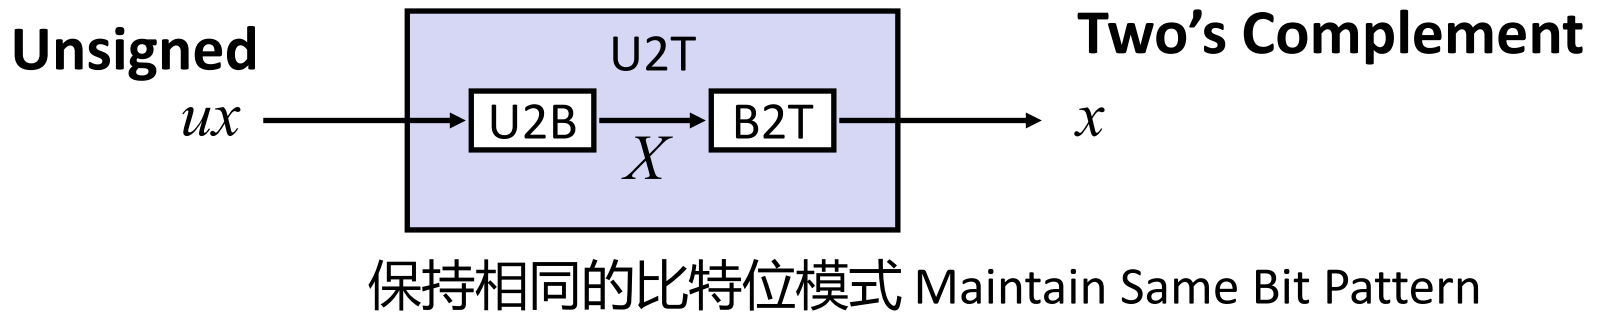 Unsigned
Two's Complement
U2T
ux
U2B
X
B2T
x
保持相同的比特位模式 Maintain Same Bit Pattern